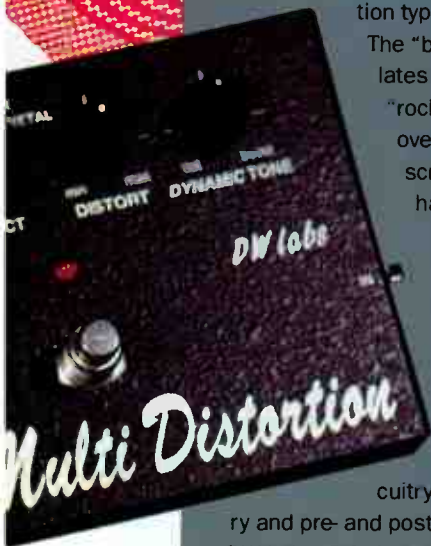 tion typ
The "b
lates
"rock
ove
scr
ha
METAL
CT
DISTORT
DYNAMIC TONE
DW labs
Multi Distortion
cuitry
ry and pre- and post